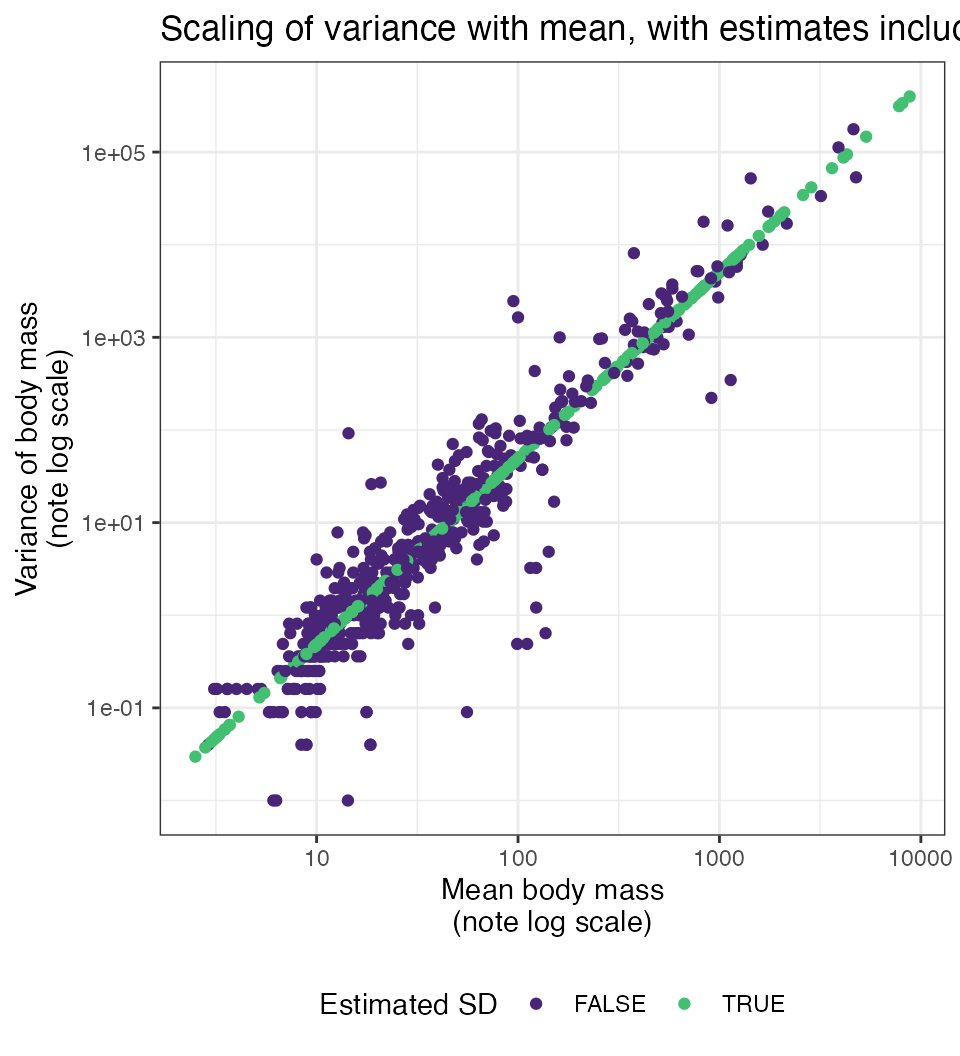 Scaling of variance with mean, with estimates includ
1e+05
1e+03
1e+01
1e-01
Variance of body mass
(note log scale)
10
100
1000
10000
Mean body mass
(note log scale)
Estimated SD
FALSE
TRUE